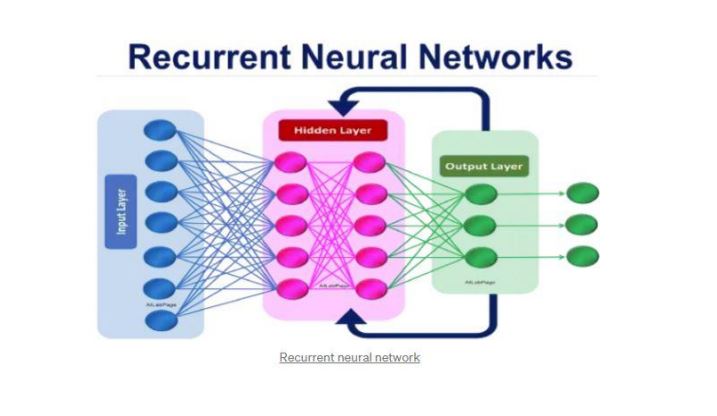 Recurrent Neural Networks
Hidden Layer
Output Layer
Input Layer
AILabPage
AILabPage
AILabPage
Recurrent neural network